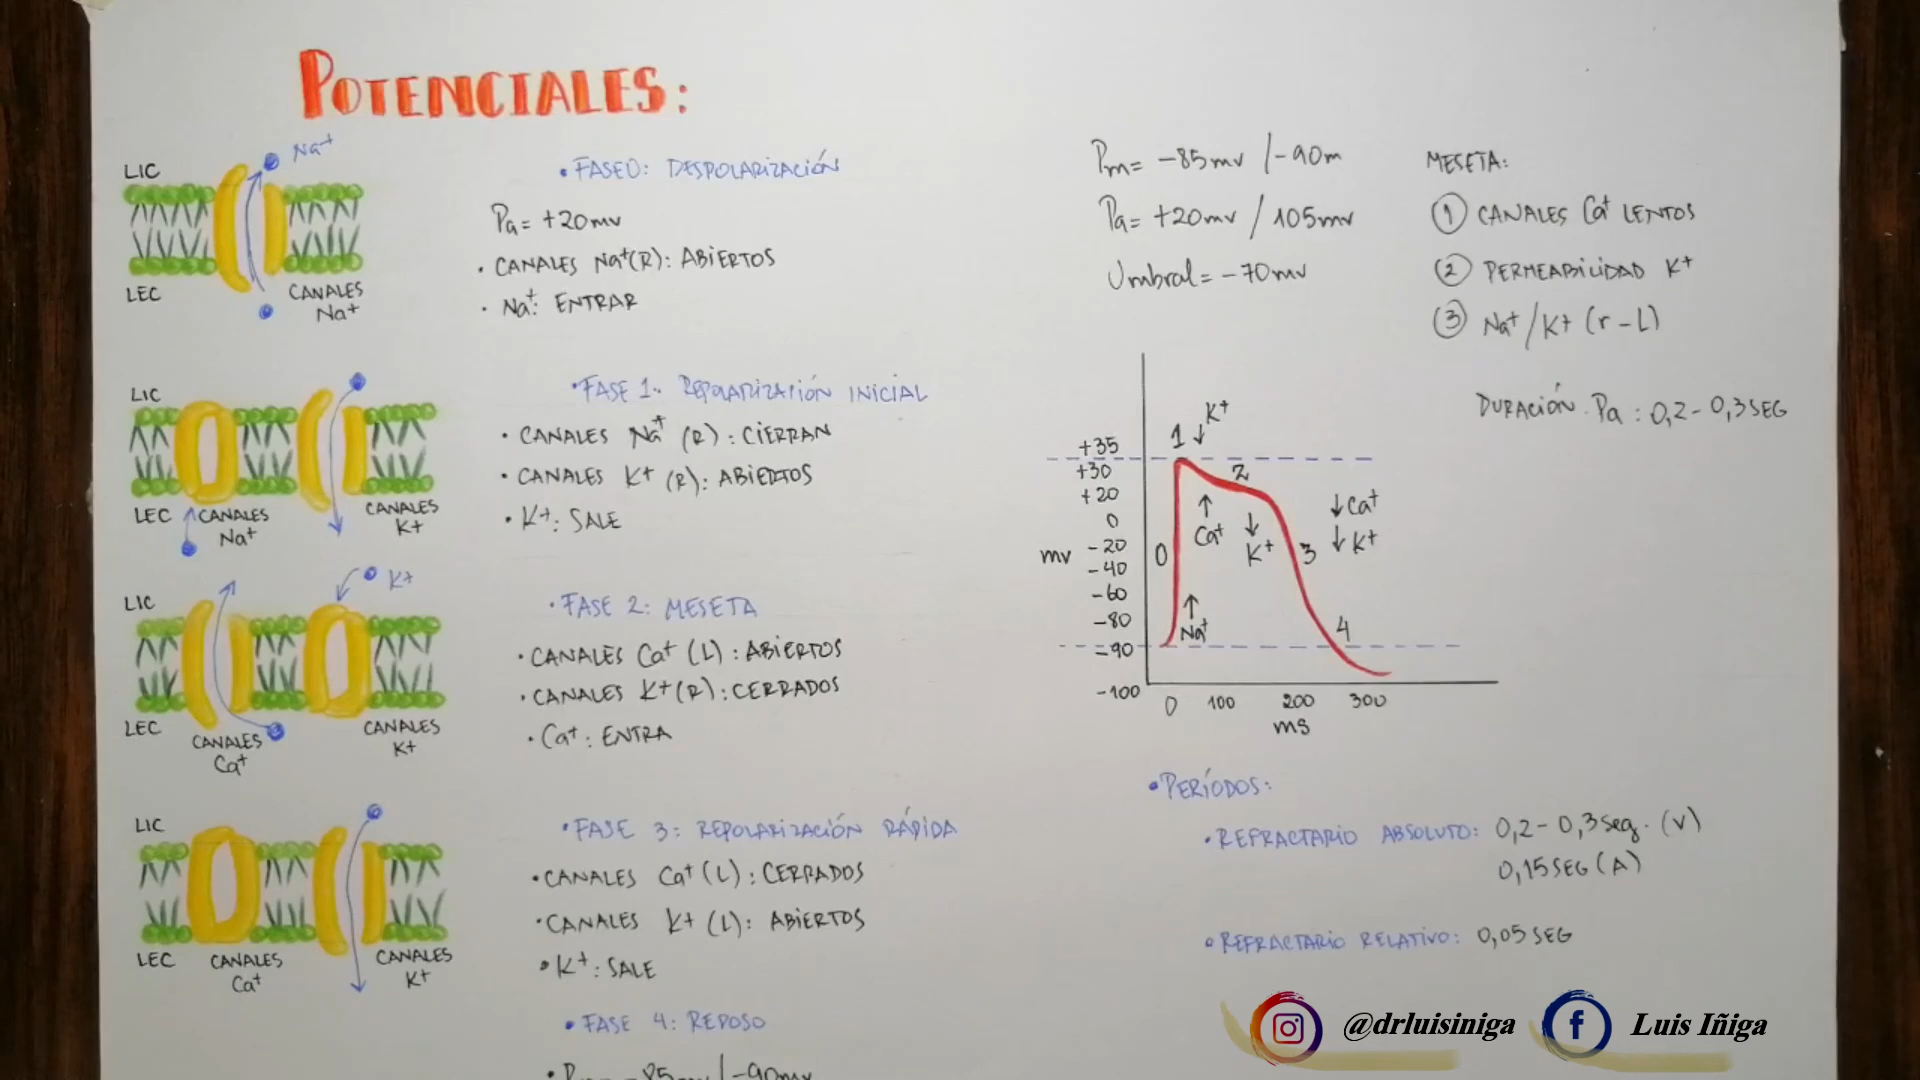 POTENCIALES:
LIC
Na+
LEC
CANALES
Na+
• FASE 0: DESPOLARIZACIÓN
Pa= +20mv
• CANALES Na+(R): ABIERTOS
• Na+: ENTRAR
LIC
LEC
CANALES
Na+
CANALES
K+
• FASE 1: REPOLARIZACIÓN INICIAL
• CANALES Na+ (R): CIERRAN
• CANALES K+ (R): ABIERTOS
• K+: SALE
LIC
K+
LEC
CANALES
Ca+
CANALES
K+
• FASE 2: MESETA
• CANALES Ca+ (L): ABIERTOS
• CANALES K+(R): CERRADOS
• Ca+: ENTRA
LIC
LEC
CANALES
Ca+
CANALES
K+
• FASE 3: REPOLARIZACIÓN RÁPIDA
• CANALES Ca+ (L): CERRADOS
• CANALES K+ (L): ABIERTOS
• K+: SALE
• FASE 4: REPOSO
-85mv/-90mv
Pm= -85mv /-90m
Pa= +20mv / 105mv
Umbral= -70mv
MESETA:
① CANALES Ca+ LENTOS
② PERMEABILIDAD K+
③ Na+/K+ (r-L)
DURACIÓN. Pa: 0,2-0,3SEG
mv
+35
+30
+20
0
-20
-40
-60
-80
-90
-100
0
1
↓ K+
2
↑
Ca+
↓
K+
3
↓ Ca+
↓ K+
4
↑
Na+
0 100 200 300
ms
• PERÍODOS:
• REFRACTARIO ABSOLUTO: 0,2-0,3seg. (V)
0,15SEG (A)
• REFRACTARIO RELATIVO: 0,05 SEG
@drluisiniga
Luis Iñiga